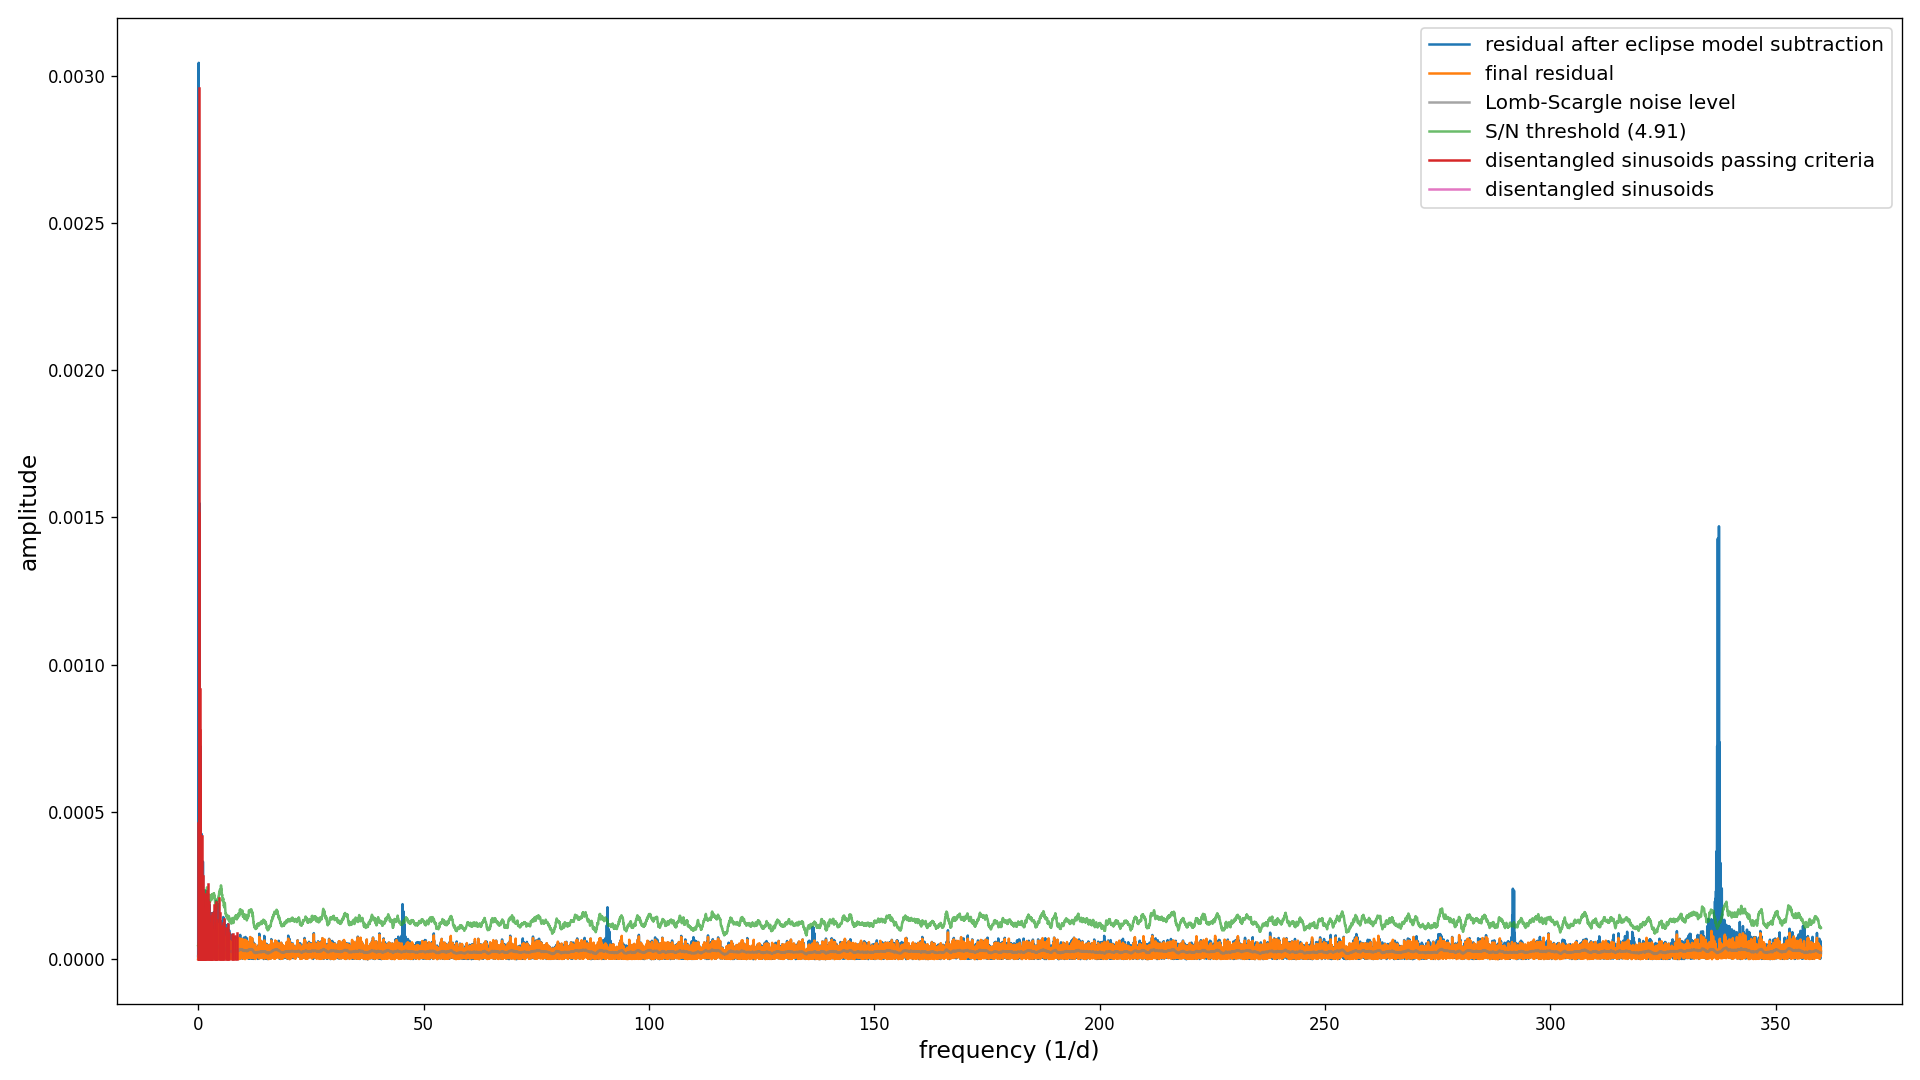 residual after eclipse model subtraction
final residual
Lomb-Scargle noise level
S/N threshold (4.91)
disentangled sinusoids passing criteria
disentangled sinusoids
0.0030
0.0025
0.0020
0.0015
0.0010
0.0005
0.0000
amplitude
0 50 100 150 200 250 300 350
frequency (1/d)